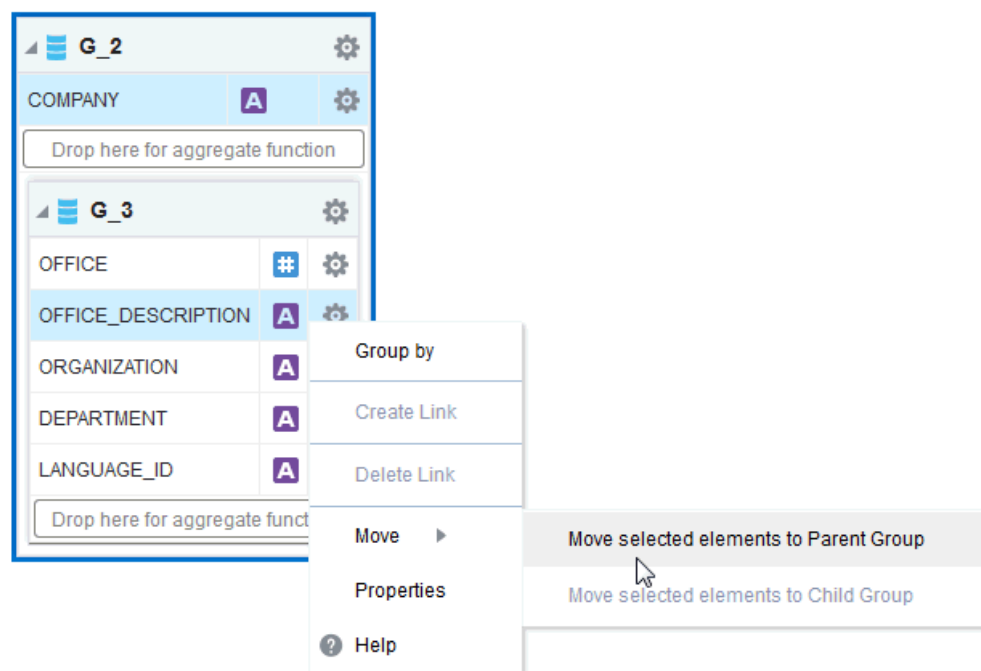 G_2
COMPANY A
Drop here for aggregate function
G_3
OFFICE #
OFFICE_DESCRIPTION A
ORGANIZATION A
DEPARTMENT A
LANGUAGE_ID A
Drop here for aggregate funct
Group by
Create Link
Delete Link
Move
Move selected elements to Parent Group
Move selected elements to Child Group
Properties
? Help